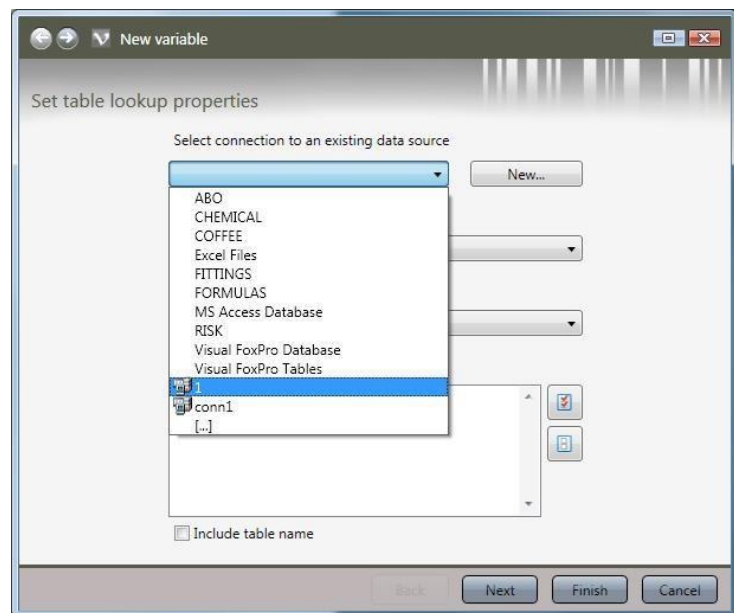 New variable
Set table lookup properties
Select connection to an existing data source
New...
ABO
CHEMICAL
COFFEE
Excel Files
FITTINGS
FORMULAS
MS Access Database
RISK
Visual FoxPro Database
Visual FoxPro Tables
1
conn1
[...]
Include table name
Back
Next
Finish
Cancel